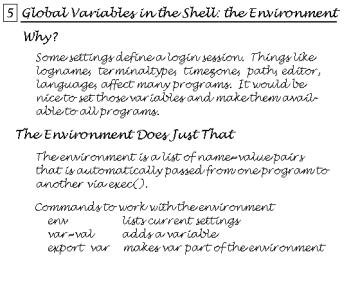 5 Global Variables in the Shell: the Environment
Why?
Some settings define a login session. Things like
logname, terminaltype, timezone, path, editor,
language, affect many programs. It would be
nice to set those variables and make them avail-
able to all programs.
The Environment Does Just That
The environment is a list of name=value pairs
that is automatically passed from one program to
another via exec().
Commands to work with the environment
env lists current settings
var=val adds a variable
export var makes var part of the environment